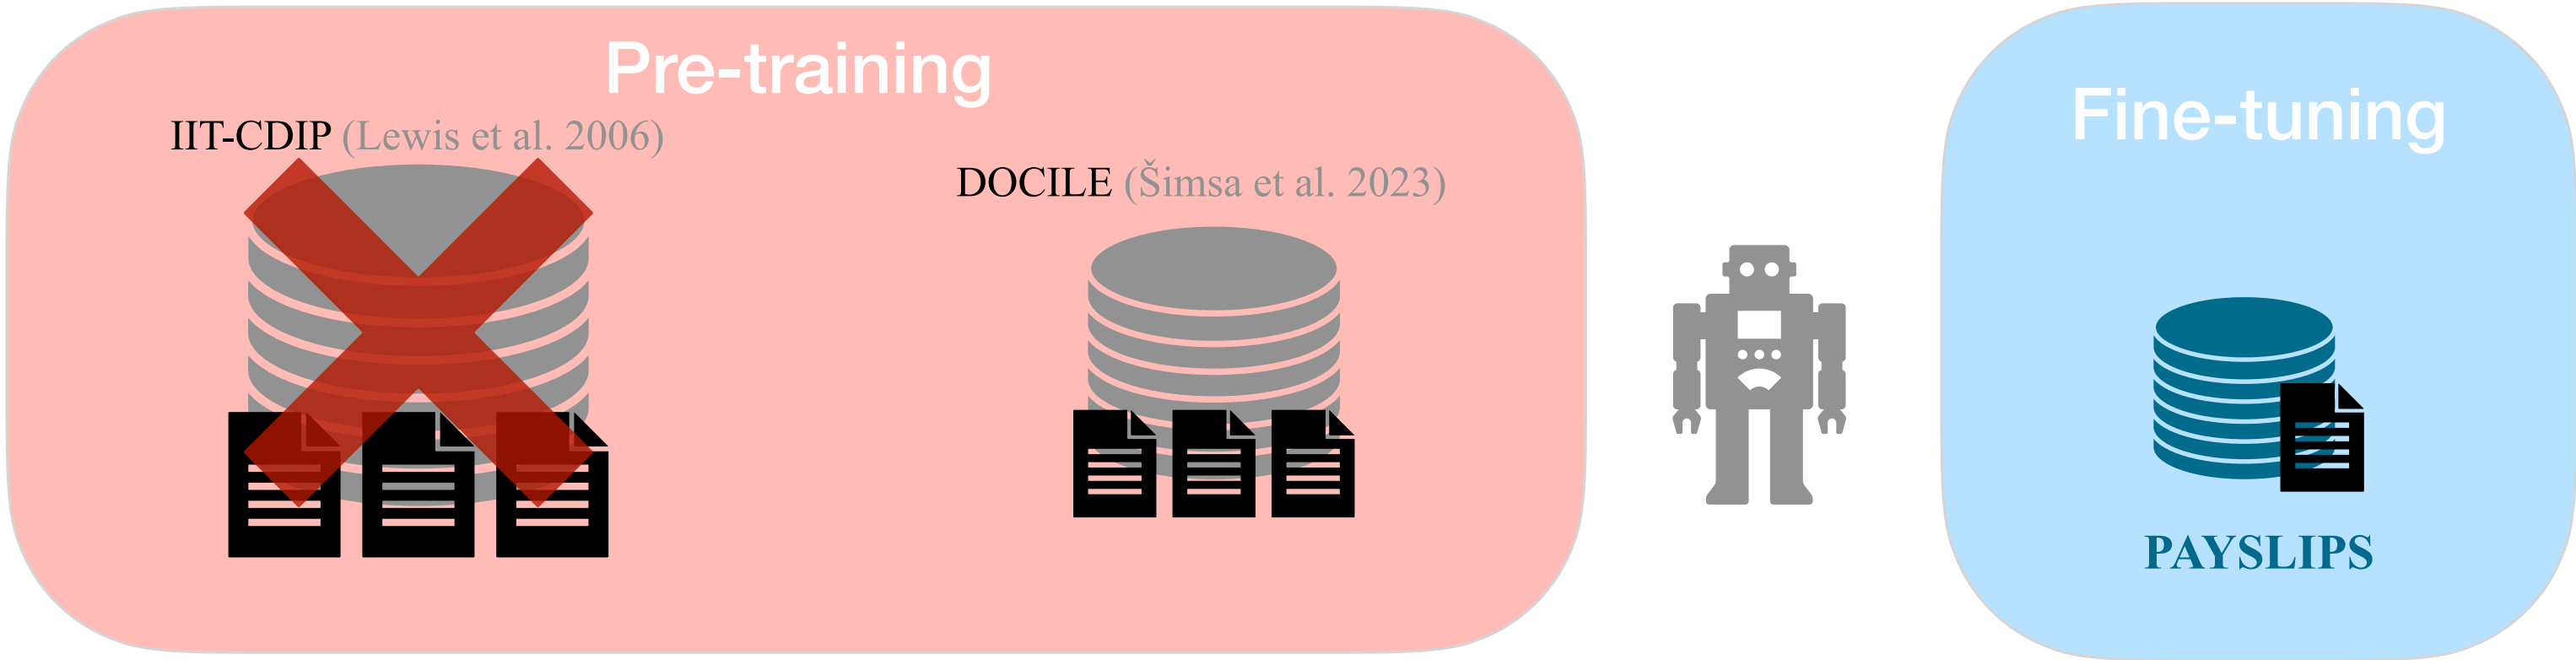 Pre-training
IIT-CDIP (Lewis et al. 2006)
DOCILE (Šimsa et al. 2023)
Fine-tuning
PAYSLIPS